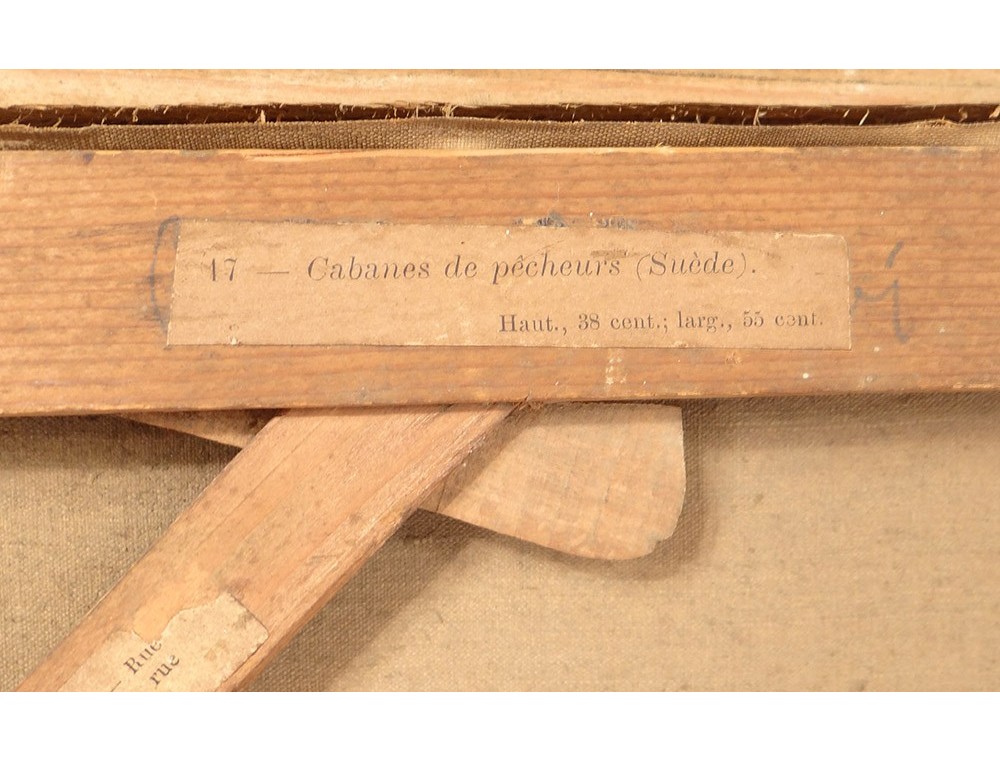 17 — Cabanes de pêcheurs (Suède).
Haut., 38 cent.; larg., 55 cent.
— Rue
rue